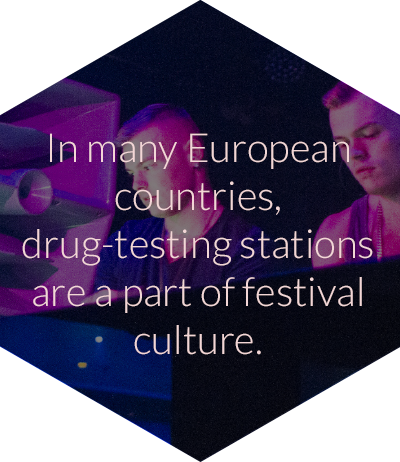 In many European
countries,
drug-testing stations
are a part of festival
culture.